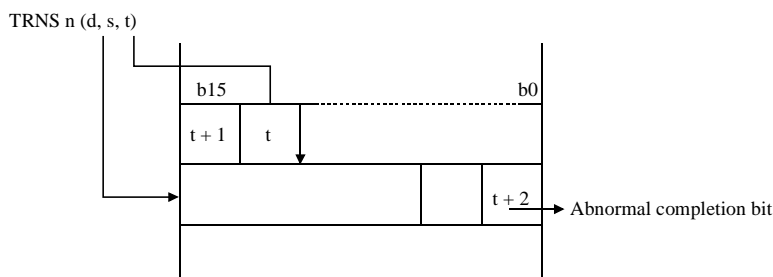 TRNS n (d, s, t)
b15 b0
t + 1 t
t + 2
Abnormal completion bit